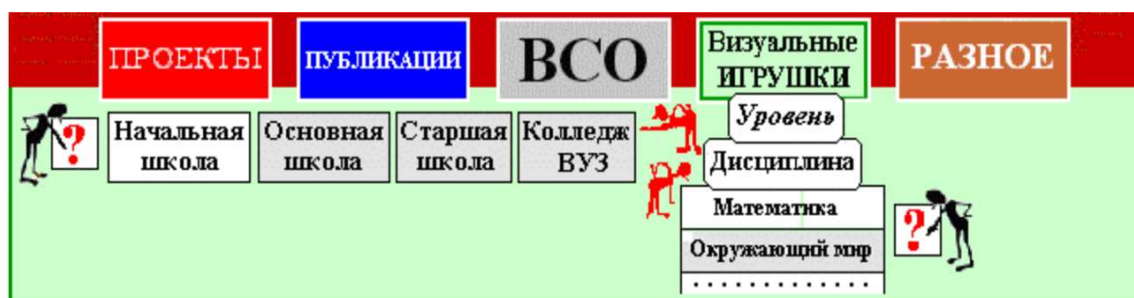 ПРОЕКТЫ
ПУБЛИКАЦИИ
ВСО
Визуальные
ИГРУШКИ
РАЗНОЕ
?
Начальная
школа
Основная
школа
Старшая
школа
Колледж
ВУЗ
Уровень
Дисциплина
Математика
Окружающий мир
. . . . . . . . . . . . .
?